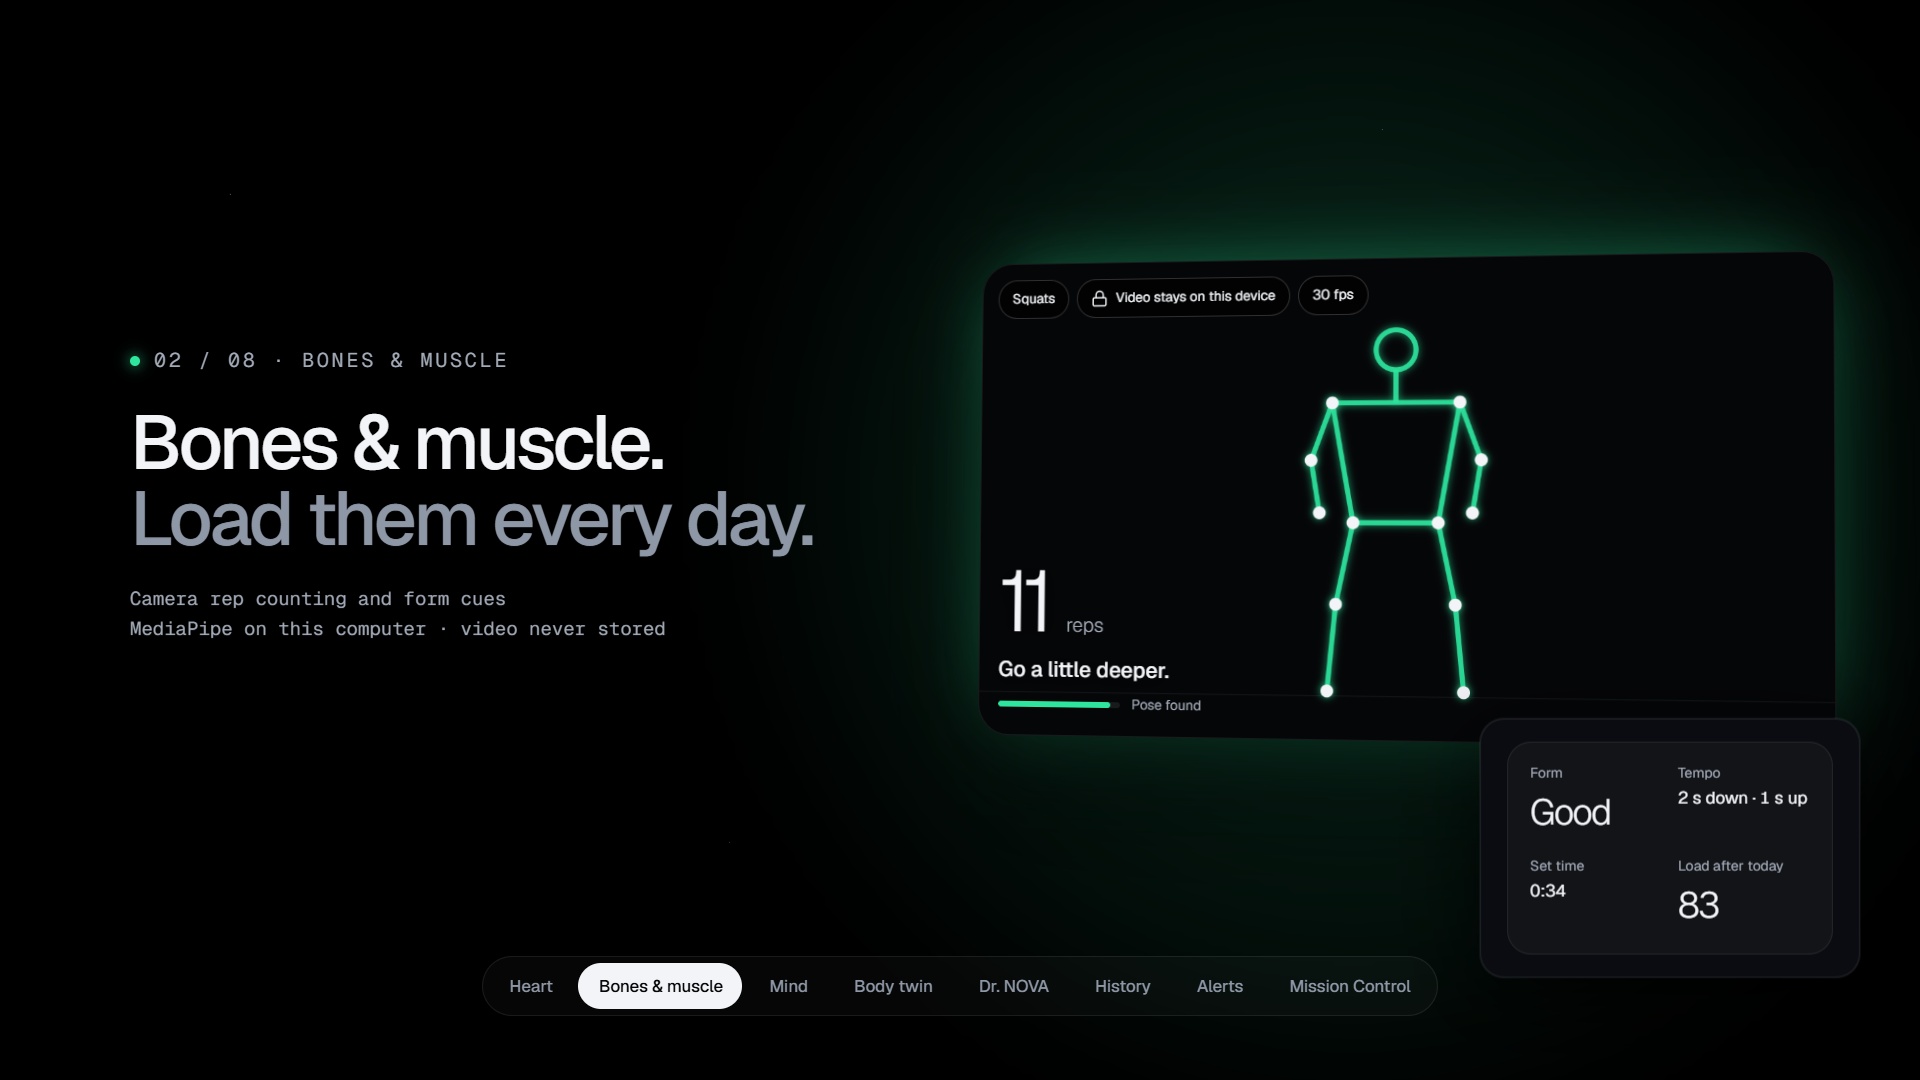 02 / 08 · BONES & MUSCLE
Bones & muscle.
Load them every day.
Camera rep counting and form cues
MediaPipe on this computer · video never stored
Squats
Video stays on this device
30 fps
11 reps
Go a little deeper.
Pose found
Form
Good
Tempo
2 s down · 1 s up
Set time
0:34
Load after today
83
Heart
Bones & muscle
Mind
Body twin
Dr. NOVA
History
Alerts
Mission Control